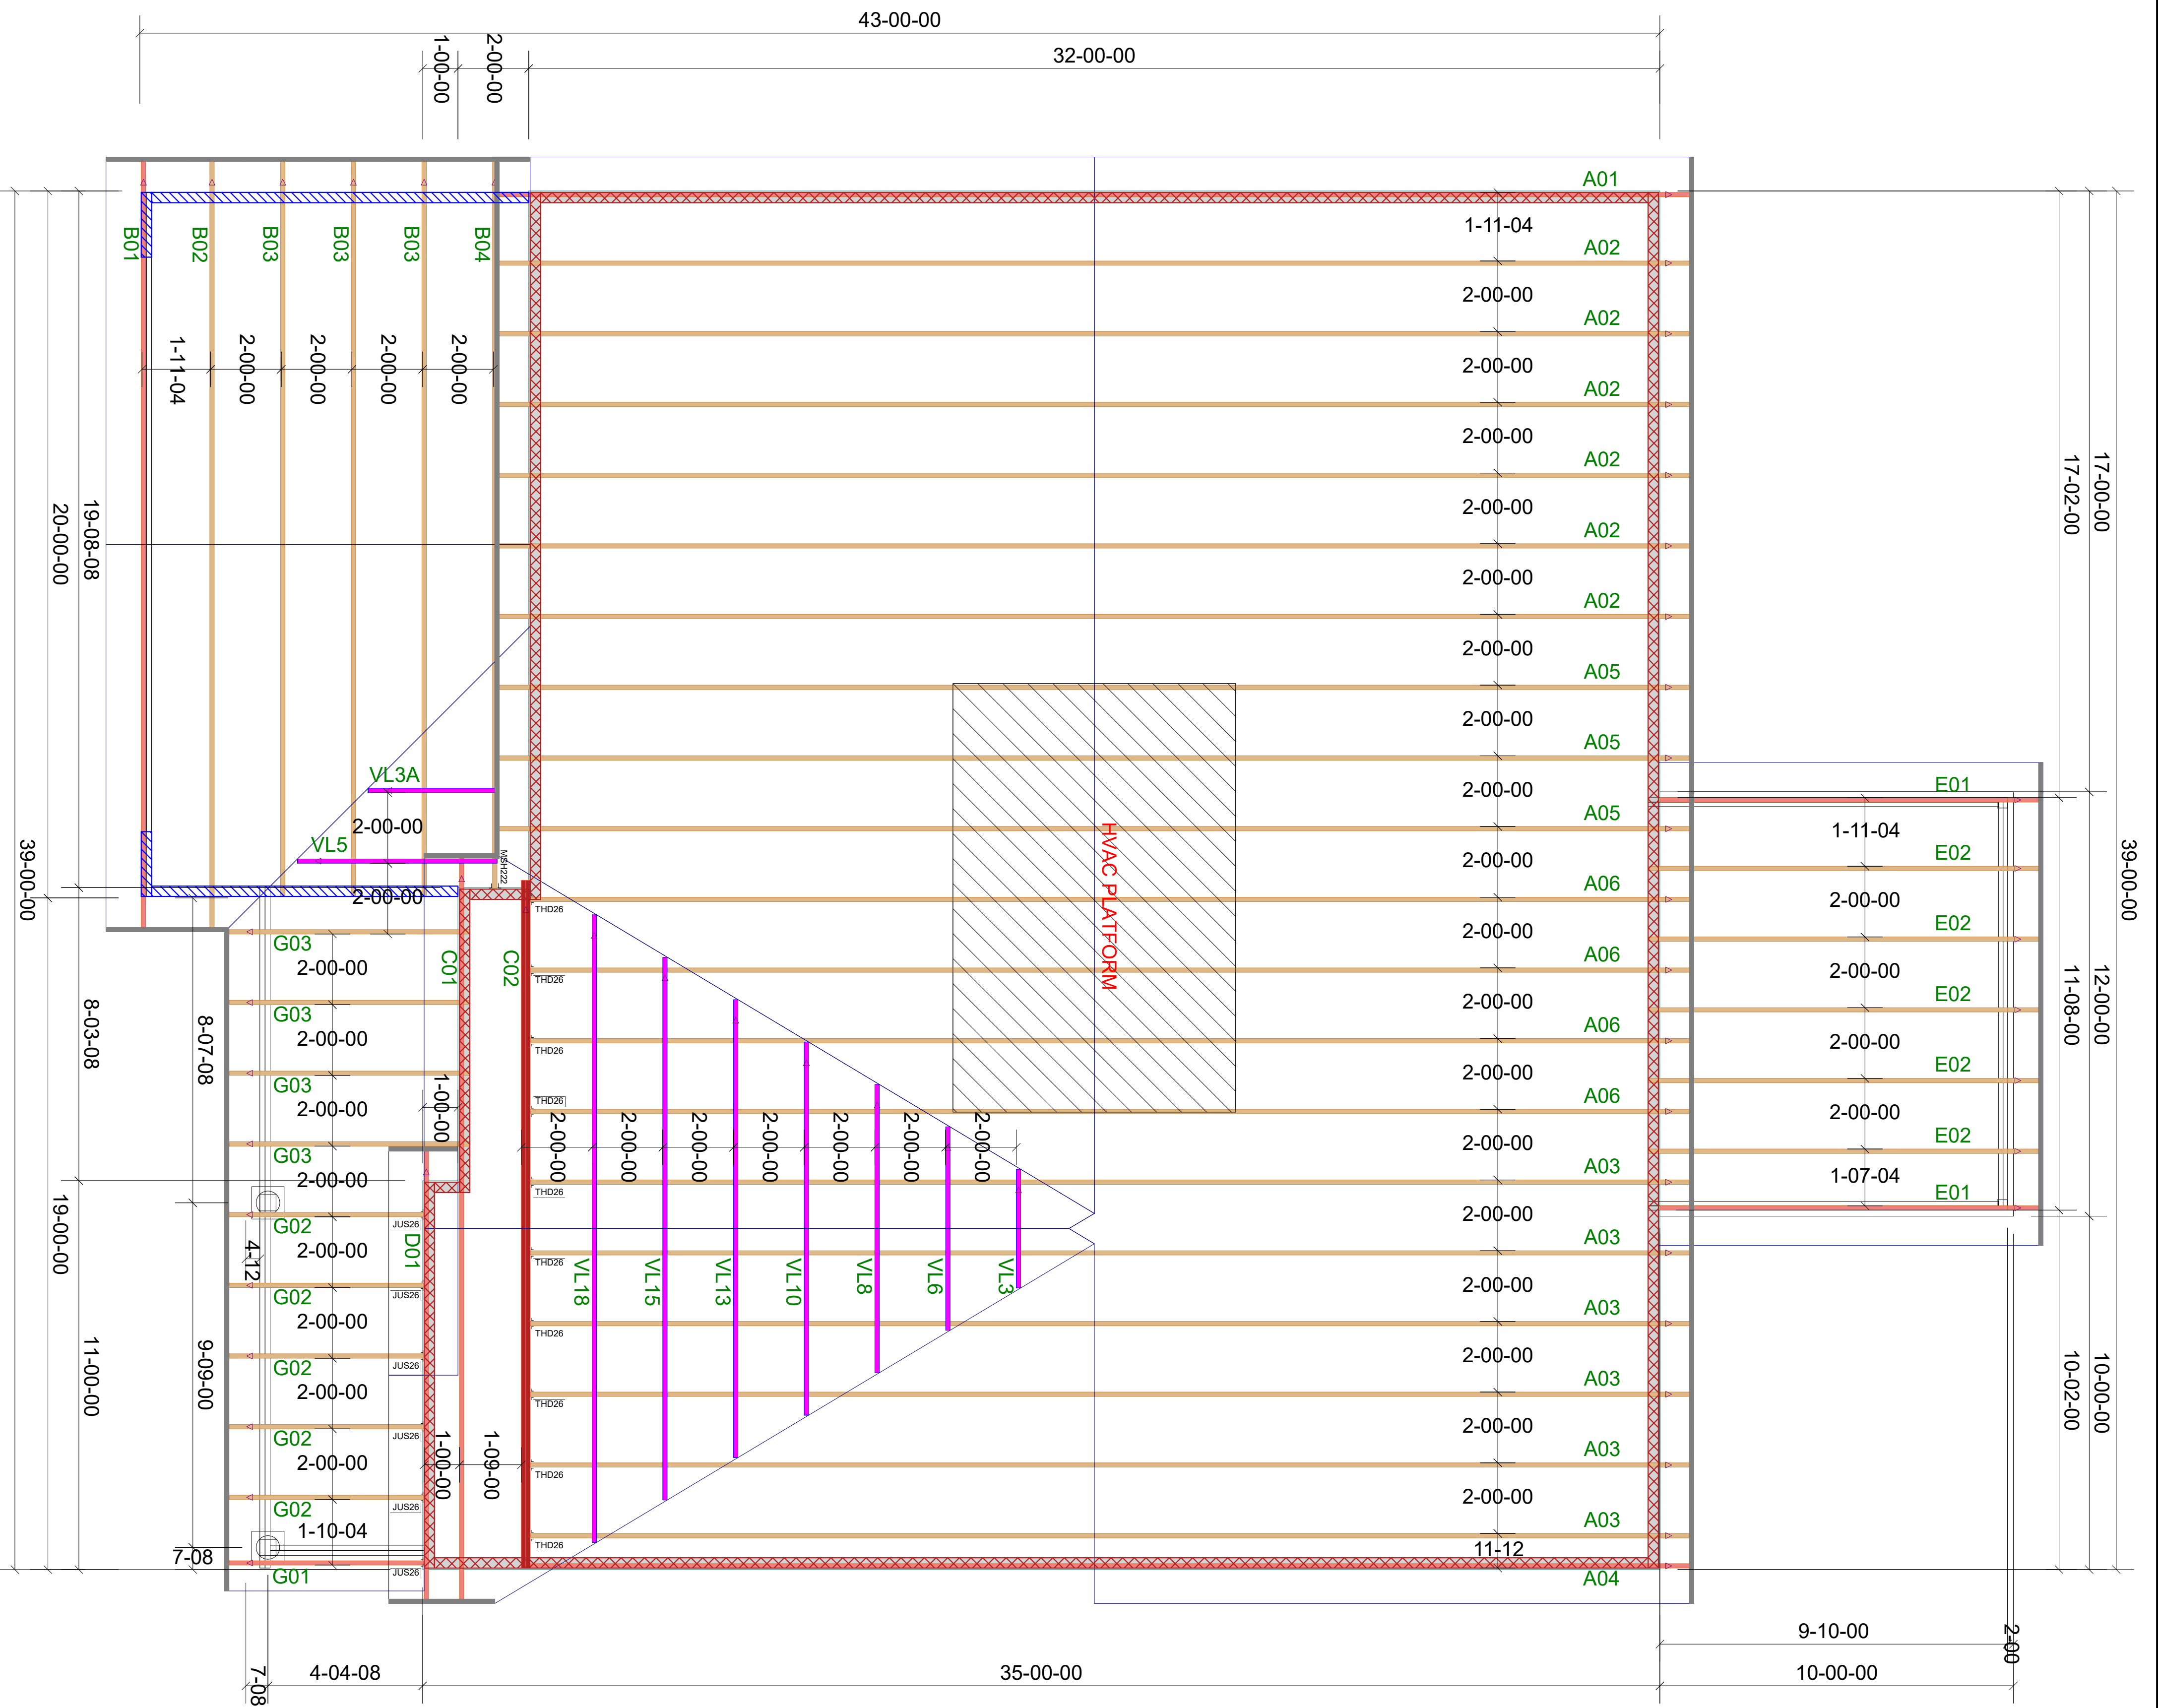 43-00-00
32-00-00
1-00-00
2-00-00
A01
1-11-04
A02
2-00-00
A02
2-00-00
A02
2-00-00
A02
2-00-00
A02
2-00-00
A02
2-00-00
A05
2-00-00
A05
2-00-00
A05
2-00-00
A06
2-00-00
A06
2-00-00
A06
2-00-00
A06
2-00-00
A03
2-00-00
A03
2-00-00
A03
2-00-00
A03
2-00-00
A03
2-00-00
A03
11-12
A04
B01
B02
B03
B03
B03
B04
1-11-04
2-00-00
2-00-00
2-00-00
2-00-00
19-08-08
20-00-00
39-00-00
VL3A
2-00-00
VL5
2-00-00
MSH222
HVAC PLATFORM
17-02-00
17-00-00
39-00-00
E01
1-11-04
E02
2-00-00
E02
2-00-00
E02
2-00-00
E02
2-00-00
E02
1-07-04
E01
11-08-00
12-00-00
10-02-00
10-00-00
G03
2-00-00
G03
2-00-00
G03
2-00-00
G03
2-00-00
G02
2-00-00
G02
2-00-00
G02
2-00-00
G02
2-00-00
G02
1-10-04
G01
C01
C02
D01
1-00-00
8-03-08
8-07-08
19-00-00
11-00-00
9-09-00
4-12
7-08
JUS26
JUS26
JUS26
JUS26
JUS26
JUS26
THD26
THD26
THD26
THD26
THD26
THD26
THD26
THD26
THD26
THD26
2-00-00
2-00-00
2-00-00
2-00-00
2-00-00
2-00-00
2-00-00
VL18
VL15
VL13
VL10
VL8
VL6
VL3
1-00-00
1-09-00
9-10-00
2-00
7-08
4-04-08
35-00-00
10-00-00